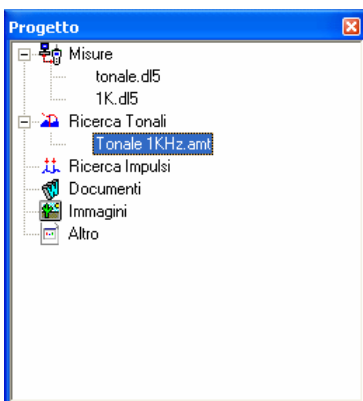 Progetto
Misure
tonale.dl5
1K.dl5
Ricerca Tonali
Tonale 1KHz.amt
Ricerca Impulsi
Documenti
Immagini
Altro